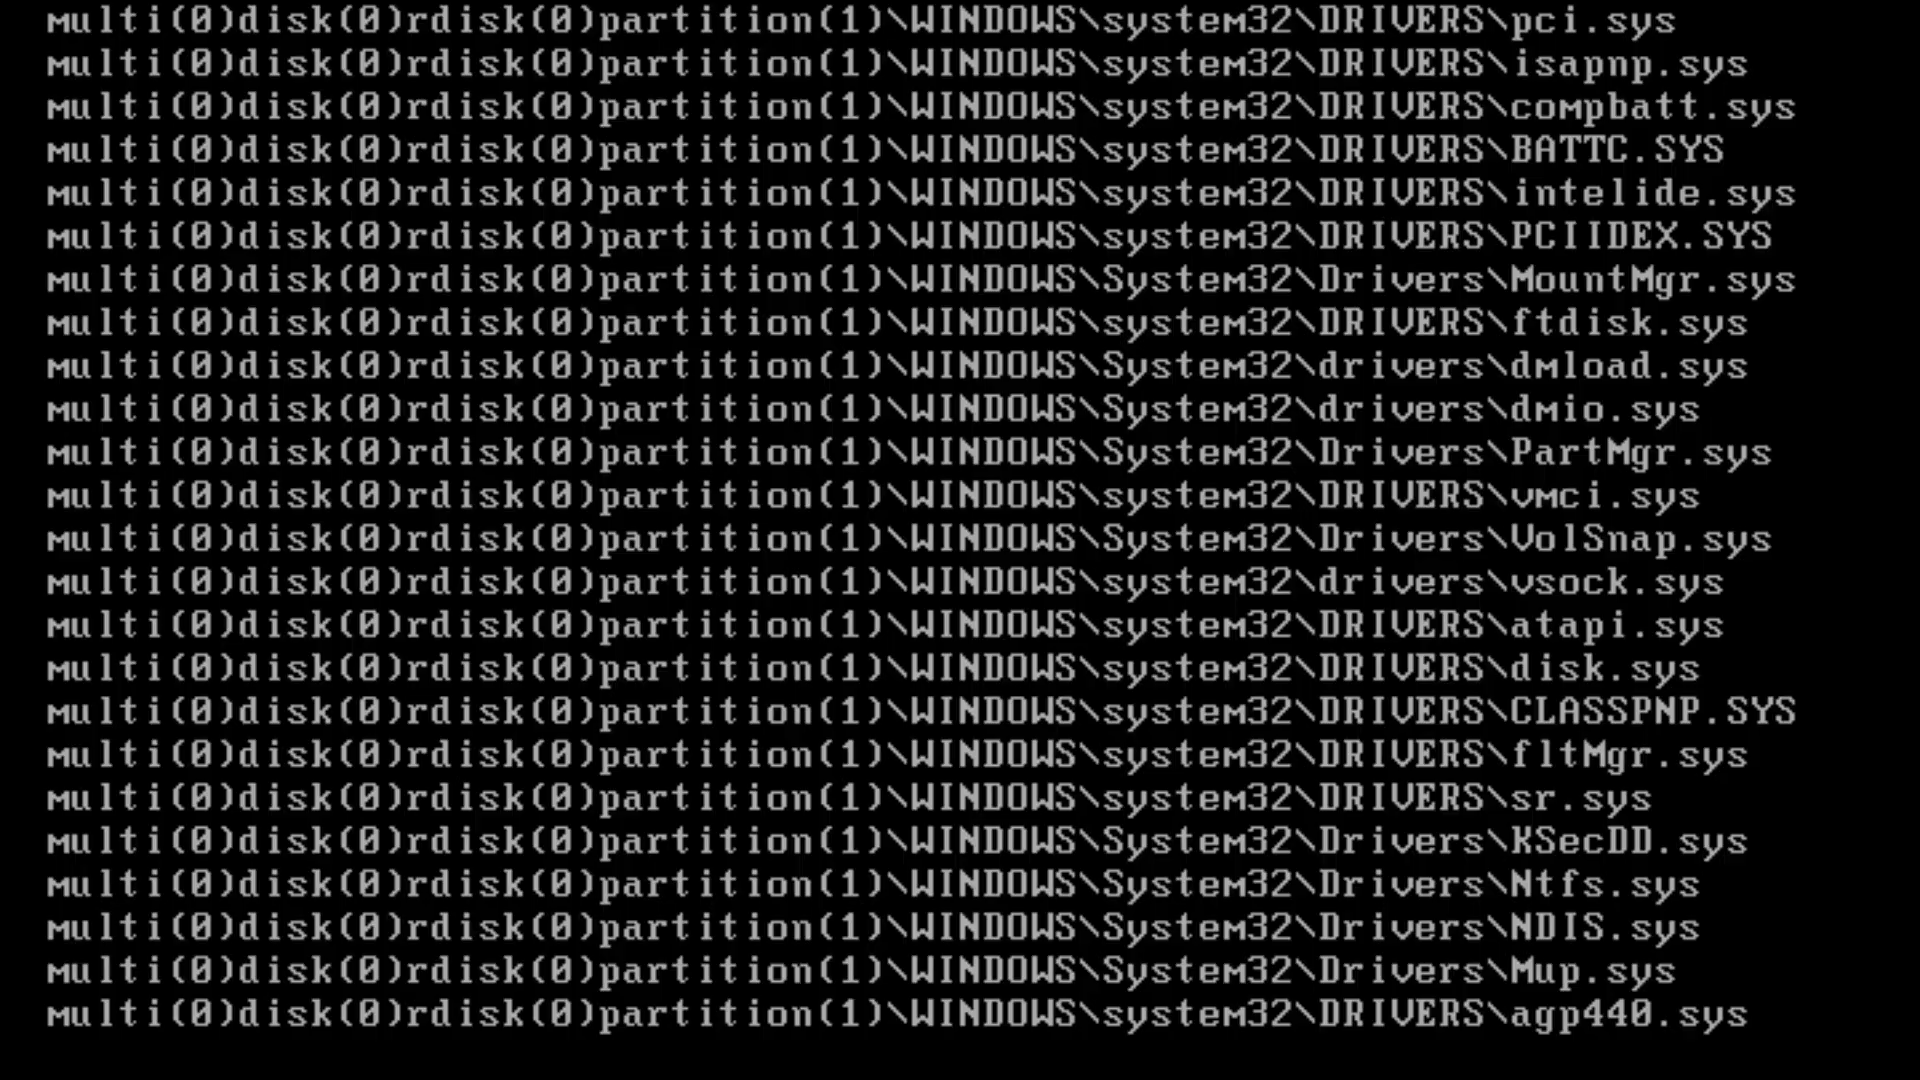 multi(0)disk(0)rdisk(0)partition(1)\WINDOWS\system32\DRIVERS\pci.sys
multi(0)disk(0)rdisk(0)partition(1)\WINDOWS\system32\DRIVERS\isapnp.sys
multi(0)disk(0)rdisk(0)partition(1)\WINDOWS\system32\DRIVERS\compbatt.sys
multi(0)disk(0)rdisk(0)partition(1)\WINDOWS\system32\DRIVERS\BATTC.SYS
multi(0)disk(0)rdisk(0)partition(1)\WINDOWS\system32\DRIVERS\intelide.sys
multi(0)disk(0)rdisk(0)partition(1)\WINDOWS\system32\DRIVERS\PCIIDEX.SYS
multi(0)disk(0)rdisk(0)partition(1)\WINDOWS\System32\Drivers\MountMgr.sys
multi(0)disk(0)rdisk(0)partition(1)\WINDOWS\system32\DRIVERS\ftdisk.sys
multi(0)disk(0)rdisk(0)partition(1)\WINDOWS\System32\drivers\dmload.sys
multi(0)disk(0)rdisk(0)partition(1)\WINDOWS\System32\drivers\dmio.sys
multi(0)disk(0)rdisk(0)partition(1)\WINDOWS\System32\Drivers\PartMgr.sys
multi(0)disk(0)rdisk(0)partition(1)\WINDOWS\system32\DRIVERS\vmci.sys
multi(0)disk(0)rdisk(0)partition(1)\WINDOWS\System32\Drivers\VolSnap.sys
multi(0)disk(0)rdisk(0)partition(1)\WINDOWS\system32\drivers\vsock.sys
multi(0)disk(0)rdisk(0)partition(1)\WINDOWS\system32\DRIVERS\atapi.sys
multi(0)disk(0)rdisk(0)partition(1)\WINDOWS\system32\DRIVERS\disk.sys
multi(0)disk(0)rdisk(0)partition(1)\WINDOWS\system32\DRIVERS\CLASSPNP.SYS
multi(0)disk(0)rdisk(0)partition(1)\WINDOWS\system32\DRIVERS\fltMgr.sys
multi(0)disk(0)rdisk(0)partition(1)\WINDOWS\system32\DRIVERS\sr.sys
multi(0)disk(0)rdisk(0)partition(1)\WINDOWS\System32\Drivers\KSecDD.sys
multi(0)disk(0)rdisk(0)partition(1)\WINDOWS\System32\Drivers\Ntfs.sys
multi(0)disk(0)rdisk(0)partition(1)\WINDOWS\System32\Drivers\NDIS.sys
multi(0)disk(0)rdisk(0)partition(1)\WINDOWS\System32\Drivers\Mup.sys
multi(0)disk(0)rdisk(0)partition(1)\WINDOWS\system32\DRIVERS\agp440.sys